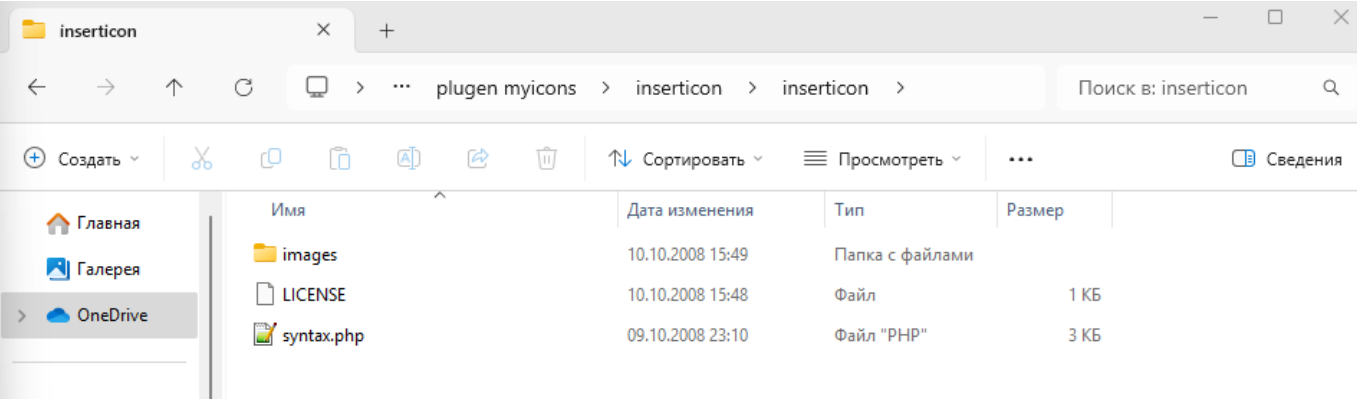 inserticon
plugen myicons > inserticon > inserticon > Поиск в: inserticon
Создать Сортировать Просмотреть Сведения
Имя Дата изменения Тип Размер
Главная
images 10.10.2008 15:49 Папка с файлами
Галерея
LICENSE 10.10.2008 15:48 Файл 1 КБ
OneDrive
syntax.php 09.10.2008 23:10 Файл "PHP" 3 КБ